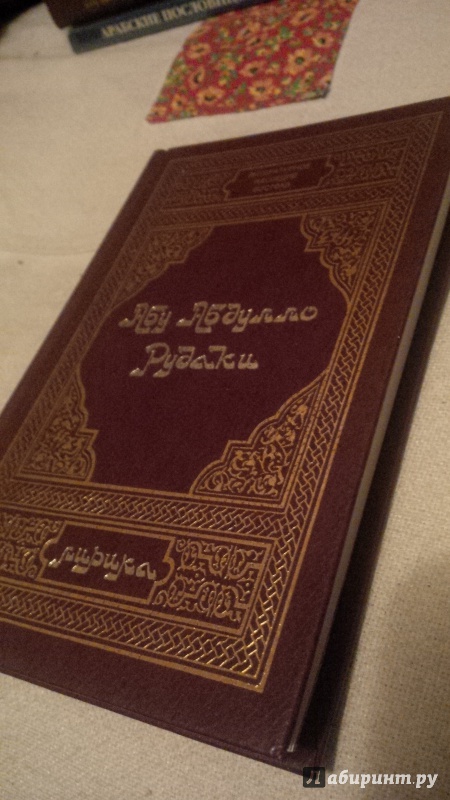 АРАБСКИЕ ПОСЛОВИ
Абу Абдулло
Рудаки
лирика
Лабиринт.ру